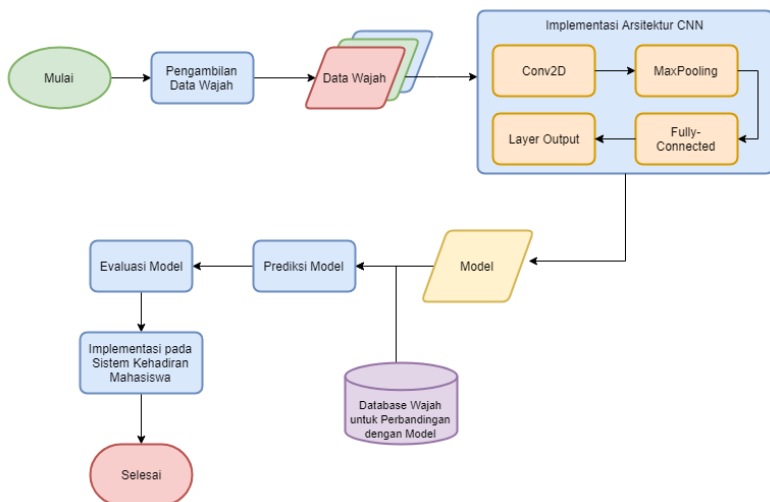 Implementasi Arsitektur CNN
Mulai
Pengambilan
Data Wajah
Data Wajah
Conv2D
MaxPooling
Layer Output
Fully-
Connected
Evaluasi Model
Prediksi Model
Model
Implementasi pada
Sistem Kehadiran
Mahasiswa
Database Wajah
untuk Perbandingan
dengan Model
Selesai